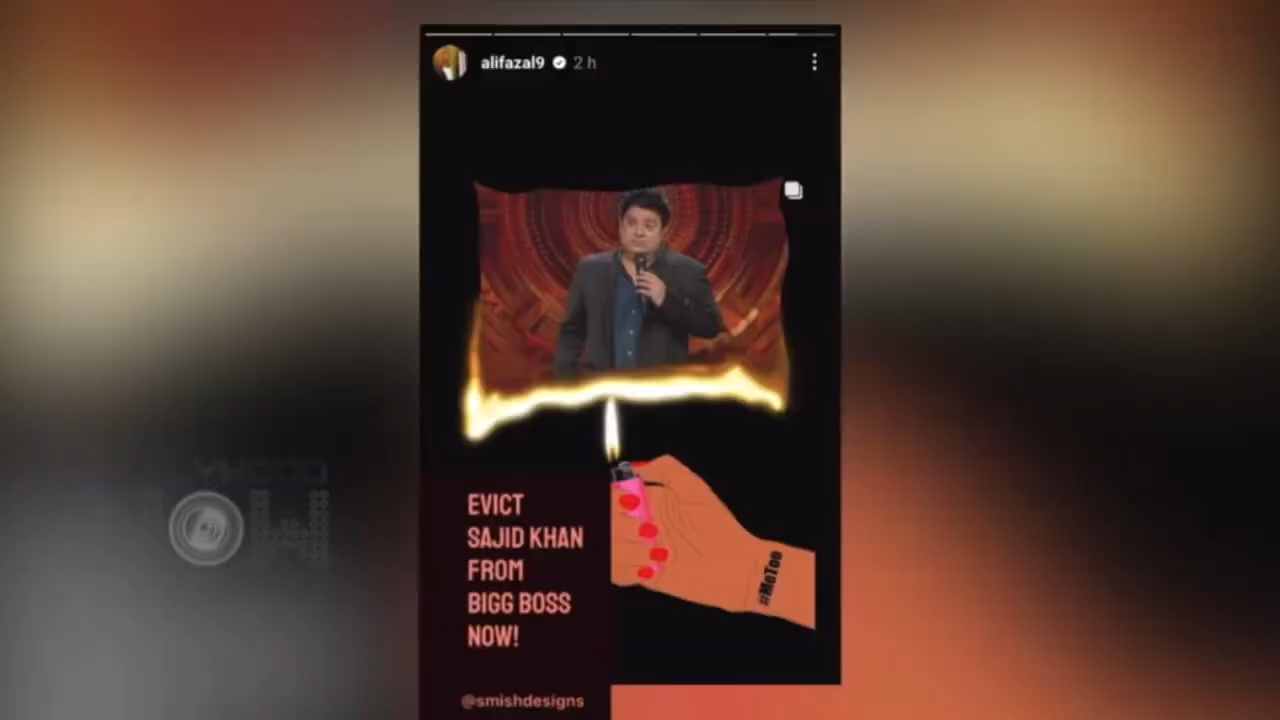 alifazal9 2 h
EVICT
SAJID KHAN
FROM
BIGG BOSS
NOW!
#MeToo
@smishdesigns